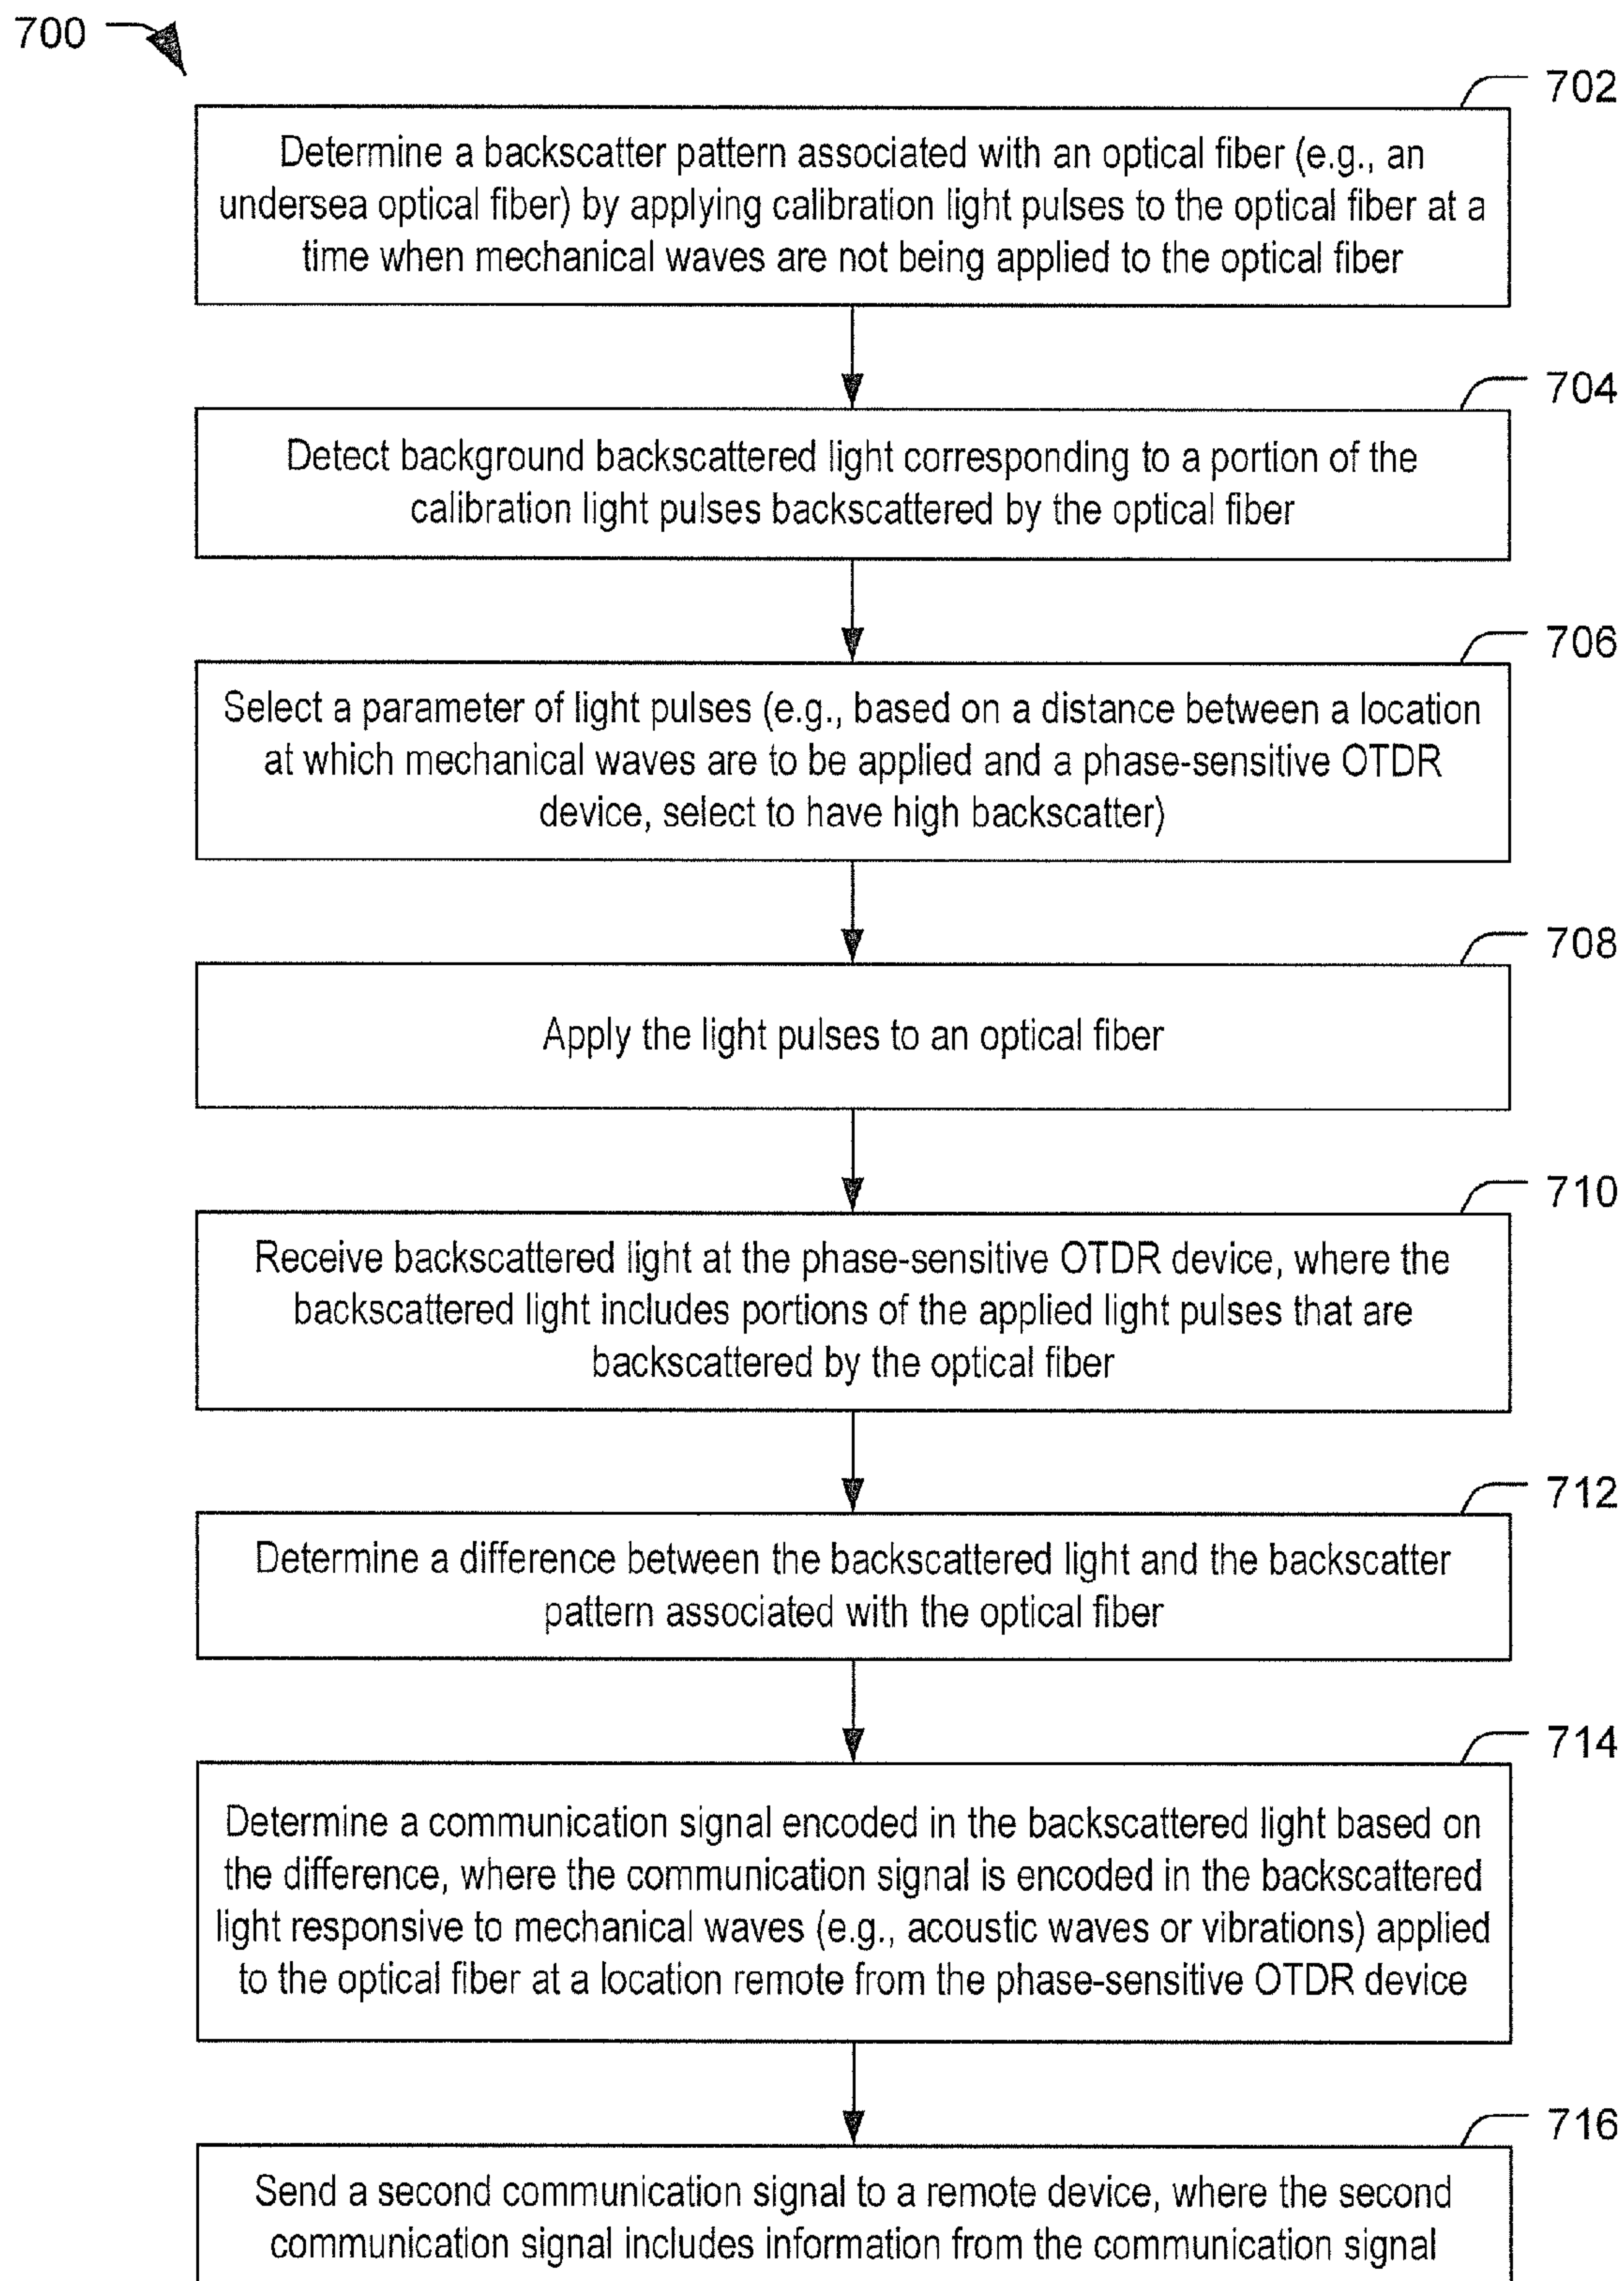 700
702
Determine a backscatter pattern associated with an optical fiber (e.g., an
undersea optical fiber) by applying calibration light pulses to the optical fiber at a
time when mechanical waves are not being applied to the optical fiber
704
Detect background backscattered light corresponding to a portion of the
calibration light pulses backscattered by the optical fiber
706
Select a parameter of light pulses (e.g., based on a distance between a location
at which mechanical waves are to be applied and a phase-sensitive OTDR
device, select to have high backscatter)
708
Apply the light pulses to an optical fiber
710
Receive backscattered light at the phase-sensitive OTDR device, where the
backscattered light includes portions of the applied light pulses that are
backscattered by the optical fiber
712
Determine a difference between the backscattered light and the backscatter
pattern associated with the optical fiber
714
Determine a communication signal encoded in the backscattered light based on
the difference, where the communication signal is encoded in the backscattered
light responsive to mechanical waves (e.g., acoustic waves or vibrations) applied
to the optical fiber at a location remote from the phase-sensitive OTDR device
716
Send a second communication signal to a remote device, where the second
communication signal includes information from the communication signal